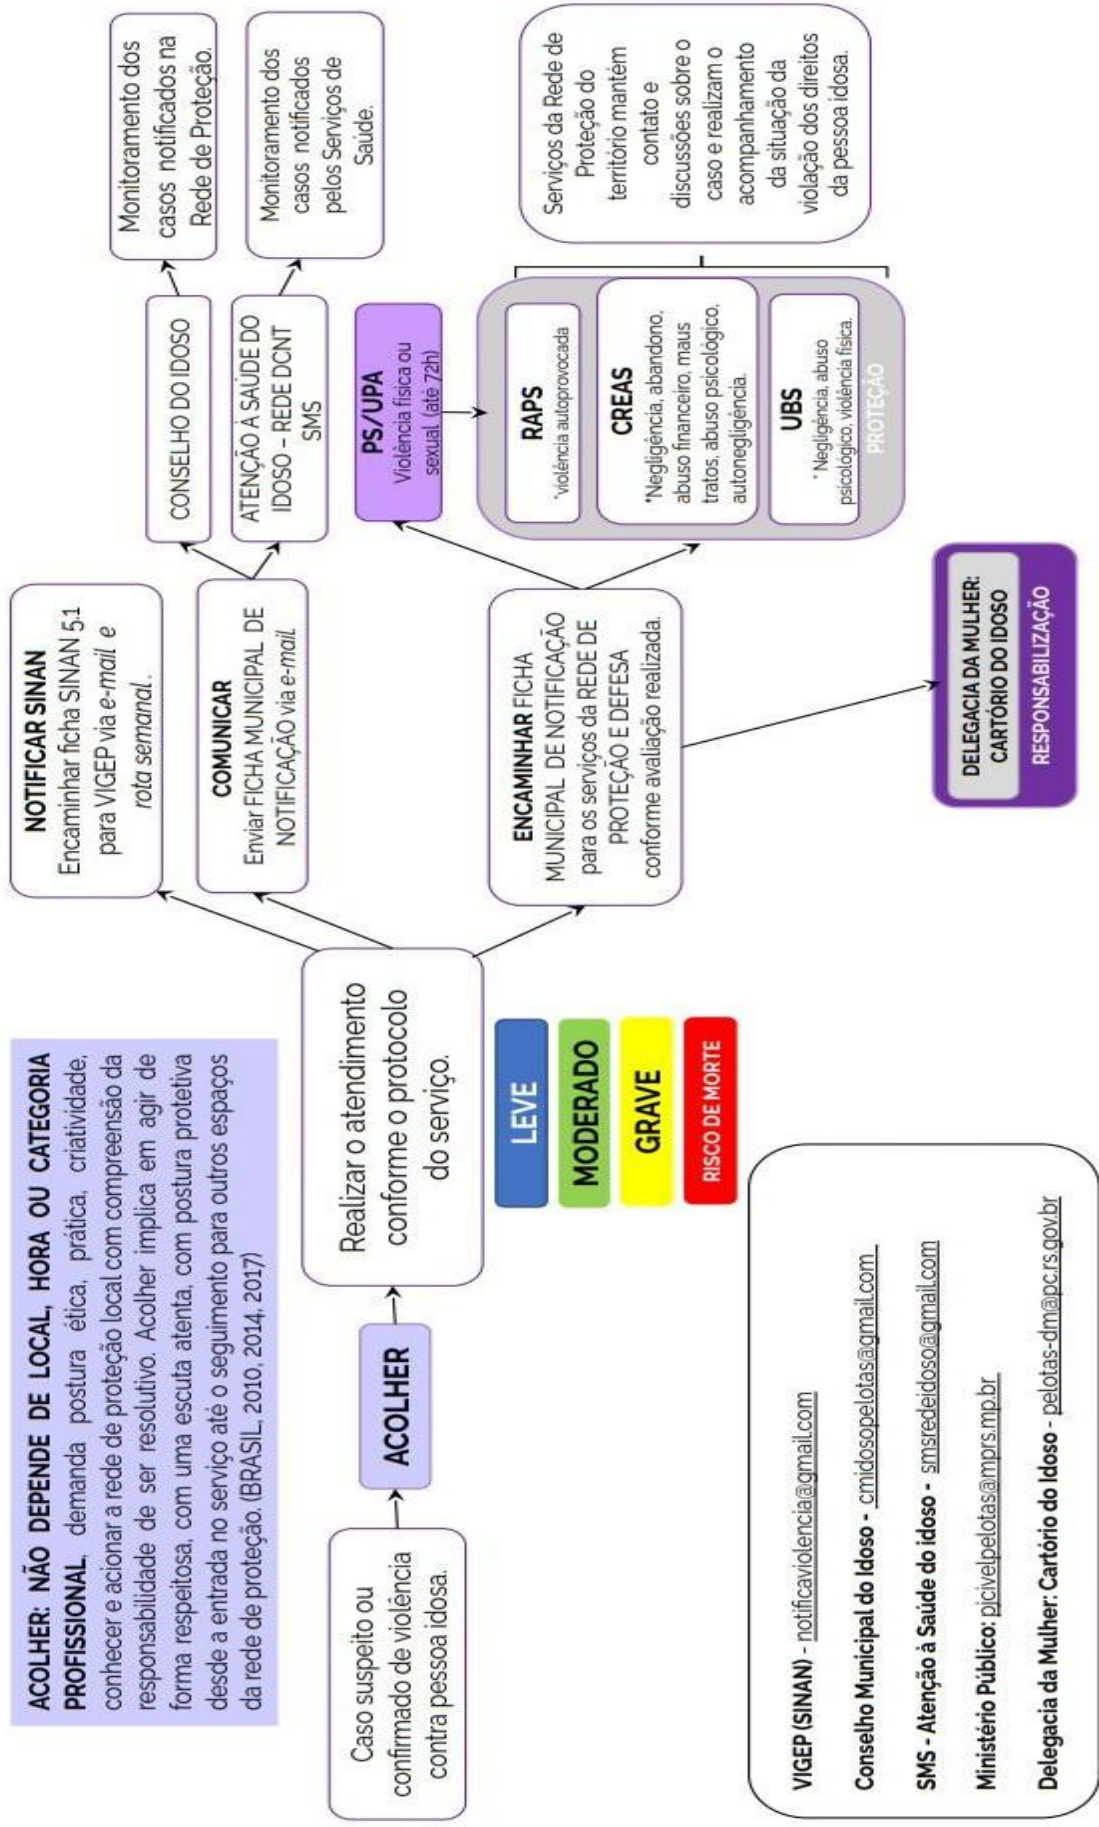 ACOLHER: NÃO DEPENDE DE LOCAL, HORA OU CATEGORIA
PROFISSIONAL, demanda postura ética, prática, criatividade,
conhecer e acionar a rede de proteção local com compreensão da
responsabilidade de ser resolutivo. Acolher implica em agir de
forma respeitosa, com uma escuta atenta, com postura protetiva
desde a entrada no serviço até o seguimento para outros espaços
da rede de proteção. (BRASIL, 2010, 2014, 2017)
Caso suspeito ou
confirmado de violência
contra pessoa idosa.
ACOLHER
Realizar o atendimento
conforme o protocolo
do serviço.
LEVE
MODERADO
GRAVE
RISCO DE MORTE
NOTIFICAR SINAN
Encaminhar ficha SINAN 5.1
para VIGEP via e-mail e
rota semanal.
COMUNICAR
Enviar FICHA MUNICIPAL DE
NOTIFICAÇÃO via e-mail.
CONSELHO DO IDOSO
Monitoramento dos
casos notificados na
Rede de Proteção.
ATENÇÃO À SAÚDE DO
IDOSO – REDE DCNT
SMS
Monitoramento dos
casos notificados
pelos Serviços de
Saúde.
ENCAMINHAR FICHA
MUNICIPAL DE NOTIFICAÇÃO
para os serviços da REDE DE
PROTEÇÃO E DEFESA
conforme avaliação realizada.
PS/UPA
Violência física ou
sexual (até 72h)
RAPS
*violência autoprovocada
CREAS
*Negligência, abandono,
abuso financeiro, maus
tratos, abuso psicológico,
autonegligência.
UBS
* Negligência, abuso
psicológico, violência física.
PROTEÇÃO
Serviços da Rede de
Proteção do
território mantém
contato e
discussões sobre o
caso e realizam o
acompanhamento
da situação da
violação dos direitos
da pessoa idosa.
DELEGACIA DA MULHER:
CARTÓRIO DO IDOSO
RESPONSABILIZAÇÃO
VIGEP (SINAN) - notificaviolencia@gmail.com
Conselho Municipal do Idoso - cmidosopelotas@gmail.com
SMS - Atenção à Saúde do idoso - smsredeidoso@gmail.com
Ministério Público: pjcivelpelotas@mprs.mp.br
Delegacia da Mulher: Cartório do Idoso - pelotas-dm@pc.rs.gov.br